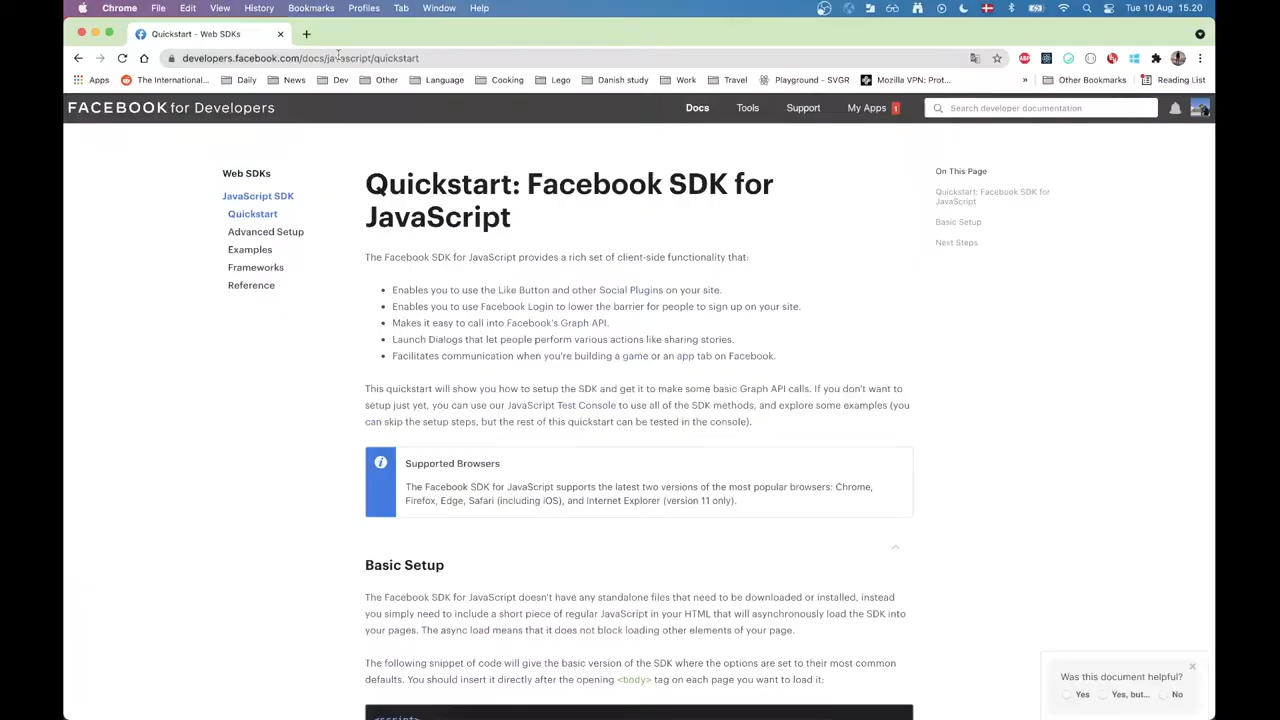 Chrome File Edit View History Bookmarks Profiles Tab Window Help Tue 10 Aug 15.20
Quickstart - Web SDKs
developers.facebook.com/docs/javascript/quickstart
Apps The International... Daily News Dev Other Language Cooking Lego Danish study Work Travel Playground - SVGR Mozilla VPN: Prot... » Other Bookmarks Reading List
FACEBOOK for Developers Docs Tools Support My Apps 1 Search developer documentation
Web SDKs
JavaScript SDK
Quickstart
Advanced Setup
Examples
Frameworks
Reference
Quickstart: Facebook SDK for
JavaScript
The Facebook SDK for JavaScript provides a rich set of client-side functionality that:
• Enables you to use the Like Button and other Social Plugins on your site.
• Enables you to use Facebook Login to lower the barrier for people to sign up on your site.
• Makes it easy to call into Facebook's Graph API.
• Launch Dialogs that let people perform various actions like sharing stories.
• Facilitates communication when you're building a game or an app tab on Facebook.
This quickstart will show you how to setup the SDK and get it to make some basic Graph API calls. If you don't want to
setup just yet, you can use our JavaScript Test Console to use all of the SDK methods, and explore some examples (you
can skip the setup steps, but the rest of this quickstart can be tested in the console).
Supported Browsers
The Facebook SDK for JavaScript supports the latest two versions of the most popular browsers: Chrome,
Firefox, Edge, Safari (including iOS), and Internet Explorer (version 11 only).
Basic Setup
The Facebook SDK for JavaScript doesn't have any standalone files that need to be downloaded or installed, instead
you simply need to include a short piece of regular JavaScript in your HTML that will asynchronously load the SDK into
your pages. The async load means that it does not block loading other elements of your page.
The following snippet of code will give the basic version of the SDK where the options are set to their most common
defaults. You should insert it directly after the opening <body> tag on each page you want to load it:
<script>
On This Page
Quickstart: Facebook SDK for
JavaScript
Basic Setup
Next Steps
Was this document helpful?
Yes Yes, but... No